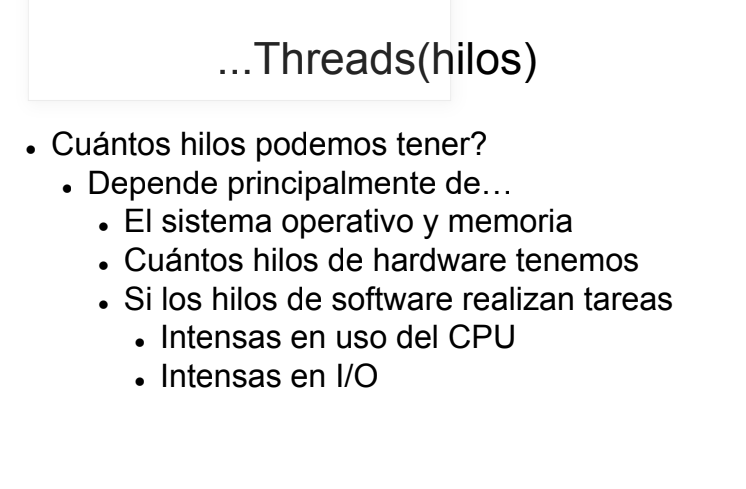 ...Threads(hilos)
• Cuántos hilos podemos tener?
• Depende principalmente de…
• El sistema operativo y memoria
• Cuántos hilos de hardware tenemos
• Si los hilos de software realizan tareas
• Intensas en uso del CPU
• Intensas en I/O